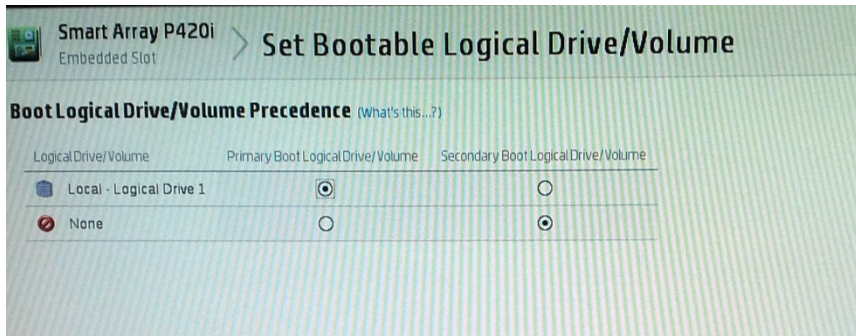 Smart Array P420i
Embedded Slot
Set Bootable Logical Drive/Volume
Boot Logical Drive/Volume Precedence (What's this...?)
Logical Drive/Volume Primary Boot Logical Drive/Volume Secondary Boot Logical Drive/Volume
Local - Logical Drive 1
None